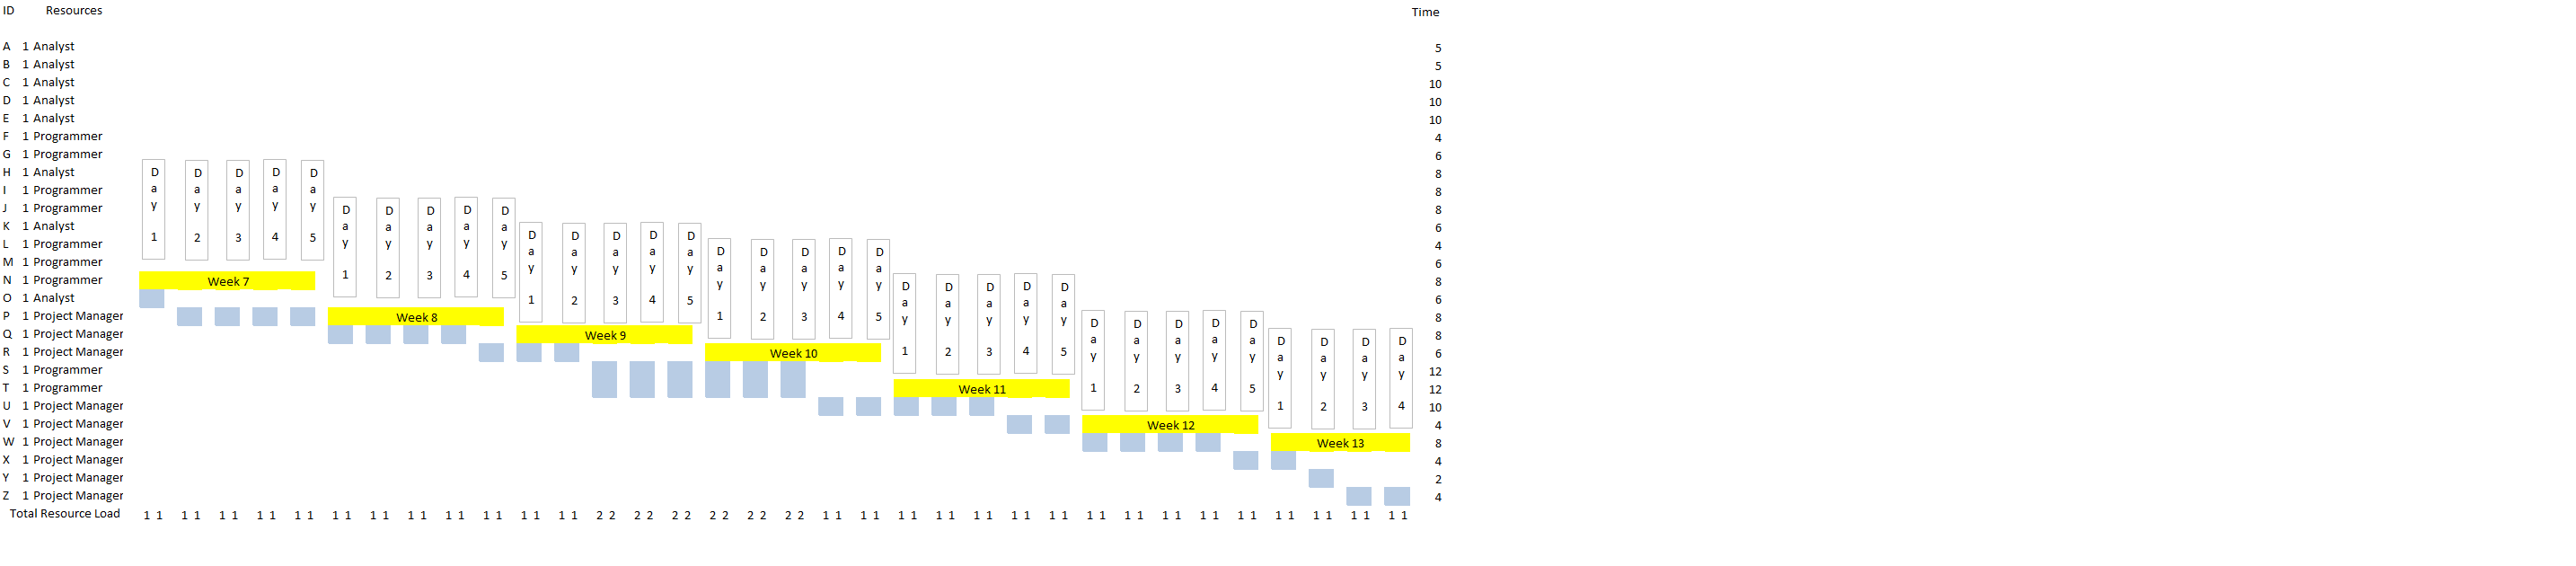 ID Resources Time
A 1 Analyst 5
B 1 Analyst 5
C 1 Analyst 10
D 1 Analyst 10
E 1 Analyst 10
F 1 Programmer 4
G 1 Programmer 6
H 1 Analyst 8
I 1 Programmer 8
J 1 Programmer 8
K 1 Analyst 6
L 1 Programmer 4
M 1 Programmer 6
N 1 Programmer 8
O 1 Analyst 6
P 1 Project Manager 8
Q 1 Project Manager 8
R 1 Project Manager 6
S 1 Programmer 12
T 1 Programmer 12
U 1 Project Manager 10
V 1 Project Manager 4
W 1 Project Manager 8
X 1 Project Manager 4
Y 1 Project Manager 2
Z 1 Project Manager 4
Day 1 Day 2 Day 3 Day 4 Day 5
Week 7
Day 1 Day 2 Day 3 Day 4 Day 5
Week 8
Day 1 Day 2 Day 3 Day 4 Day 5
Week 9
Day 1 Day 2 Day 3 Day 4 Day 5
Week 10
Day 1 Day 2 Day 3 Day 4 Day 5
Week 11
Day 1 Day 2 Day 3 Day 4 Day 5
Week 12
Day 1 Day 2 Day 3 Day 4
Week 13
Total Resource Load 1 1 1 1 1 1 1 1 1 1 1 1 1 1 1 1 1 1 1 1 1 1 1 1 2 2 2 2 2 2 2 2 2 2 2 2 1 1 1 1 1 1 1 1 1 1 1 1 1 1 1 1 1 1 1 1 1 1 1 1 1 1 1 1 1 1 1 1